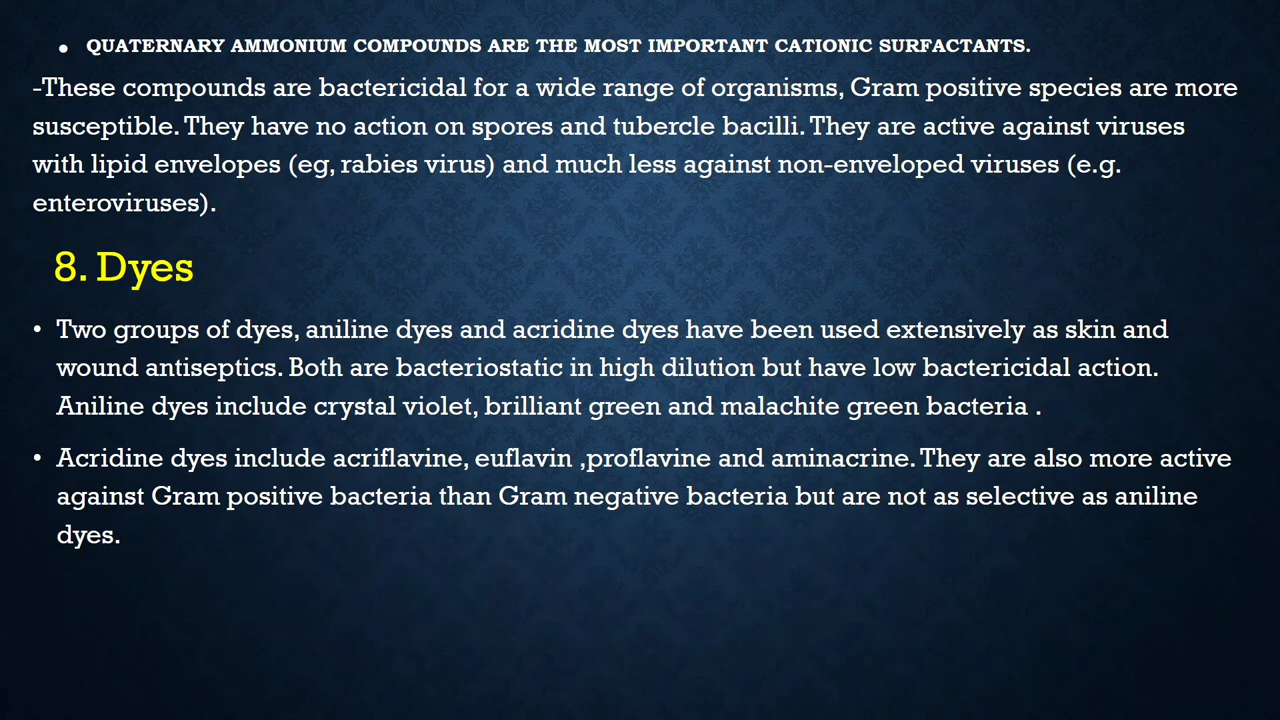 • QUATERNARY AMMONIUM COMPOUNDS ARE THE MOST IMPORTANT CATIONIC SURFACTANTS.
-These compounds are bactericidal for a wide range of organisms, Gram positive species are more
susceptible. They have no action on spores and tubercle bacilli. They are active against viruses
with lipid envelopes (eg, rabies virus) and much less against non-enveloped viruses (e.g.
enteroviruses).
8. Dyes
• Two groups of dyes, aniline dyes and acridine dyes have been used extensively as skin and
wound antiseptics. Both are bacteriostatic in high dilution but have low bactericidal action.
Aniline dyes include crystal violet, brilliant green and malachite green bacteria .
• Acridine dyes include acriflavine, euflavin ,proflavine and aminacrine. They are also more active
against Gram positive bacteria than Gram negative bacteria but are not as selective as aniline
dyes.